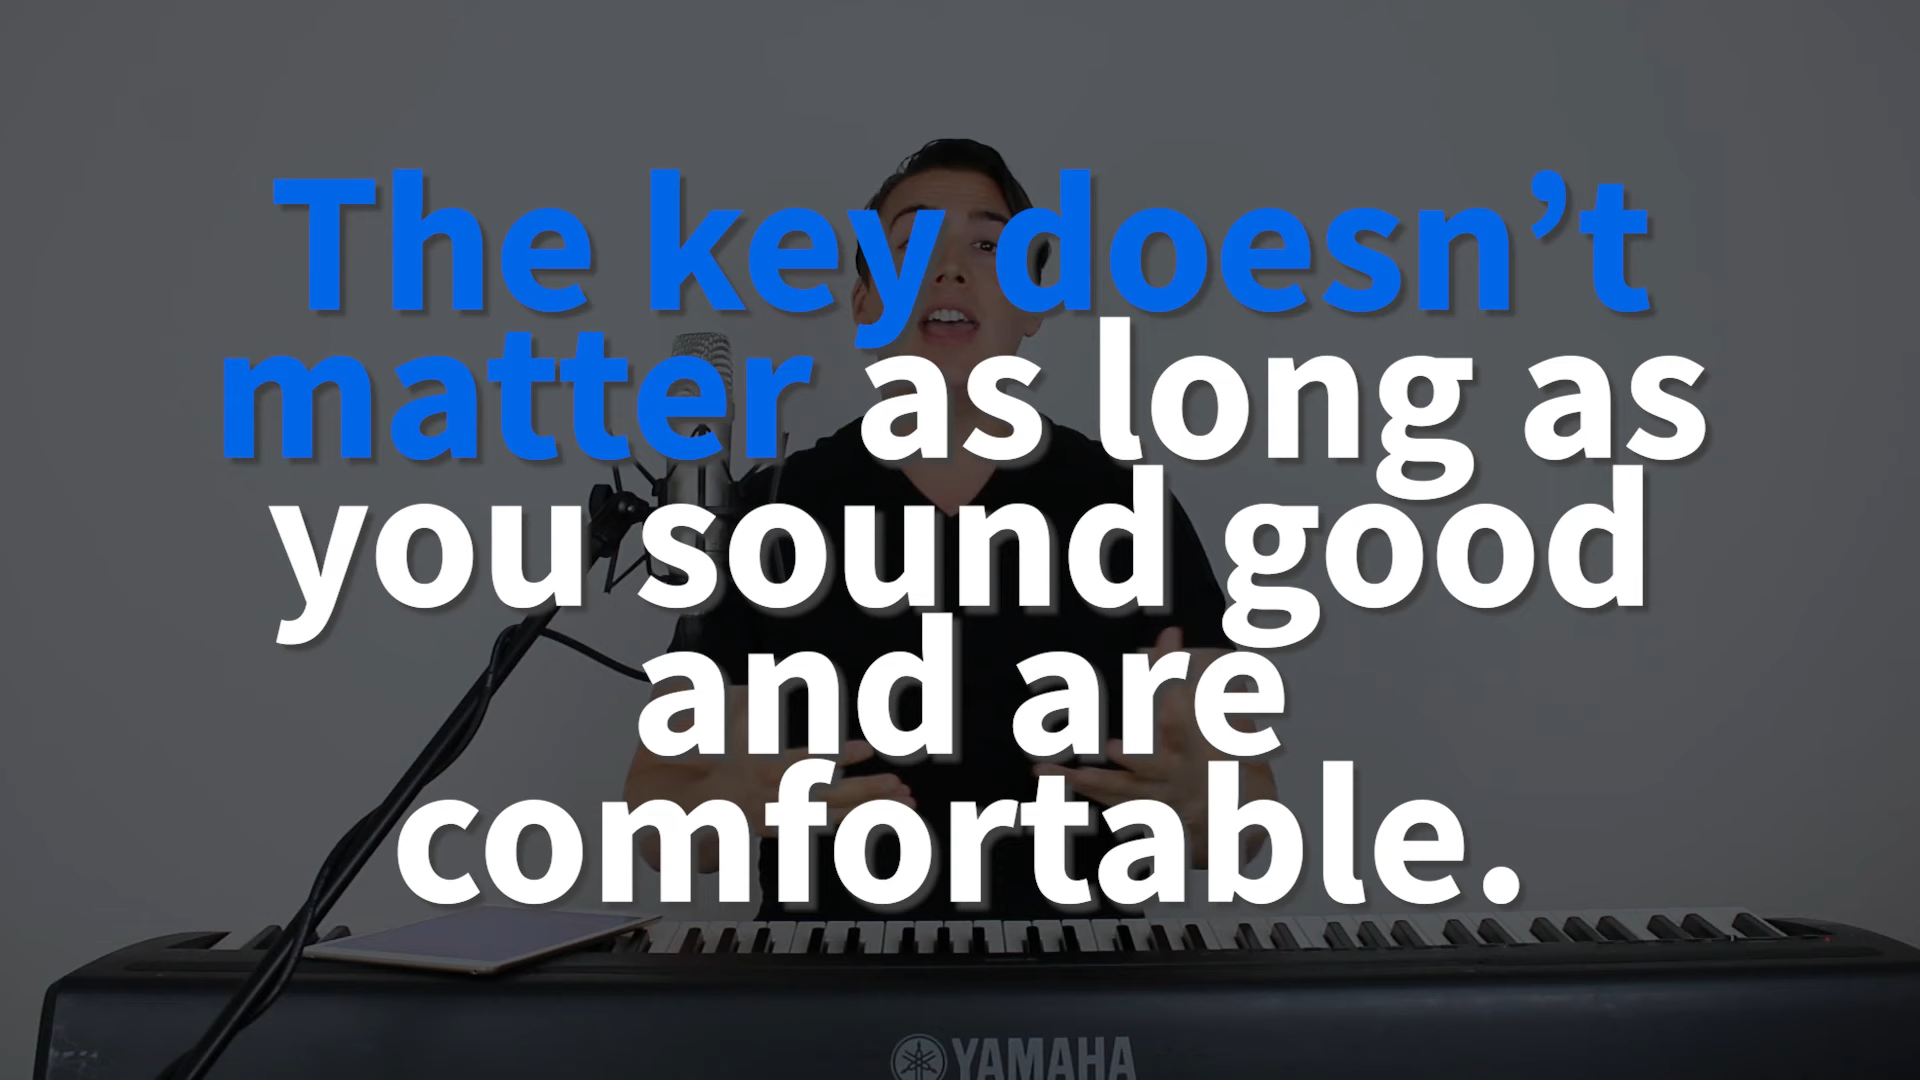 The key doesn’t
matter as long as
you sound good
and are
comfortable.
YAMAHA